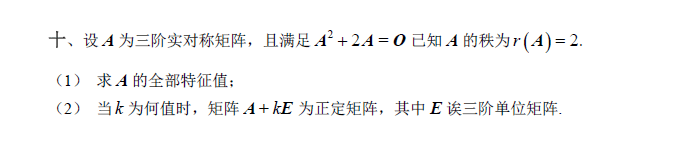 十、设 A 为三阶实对称矩阵，且满足 A² + 2A = O 已知 A 的秩为 r(A) = 2.
（1） 求 A 的全部特征值；
（2） 当 k 为何值时，矩阵 A + kE 为正定矩阵，其中 E 诶三阶单位矩阵.